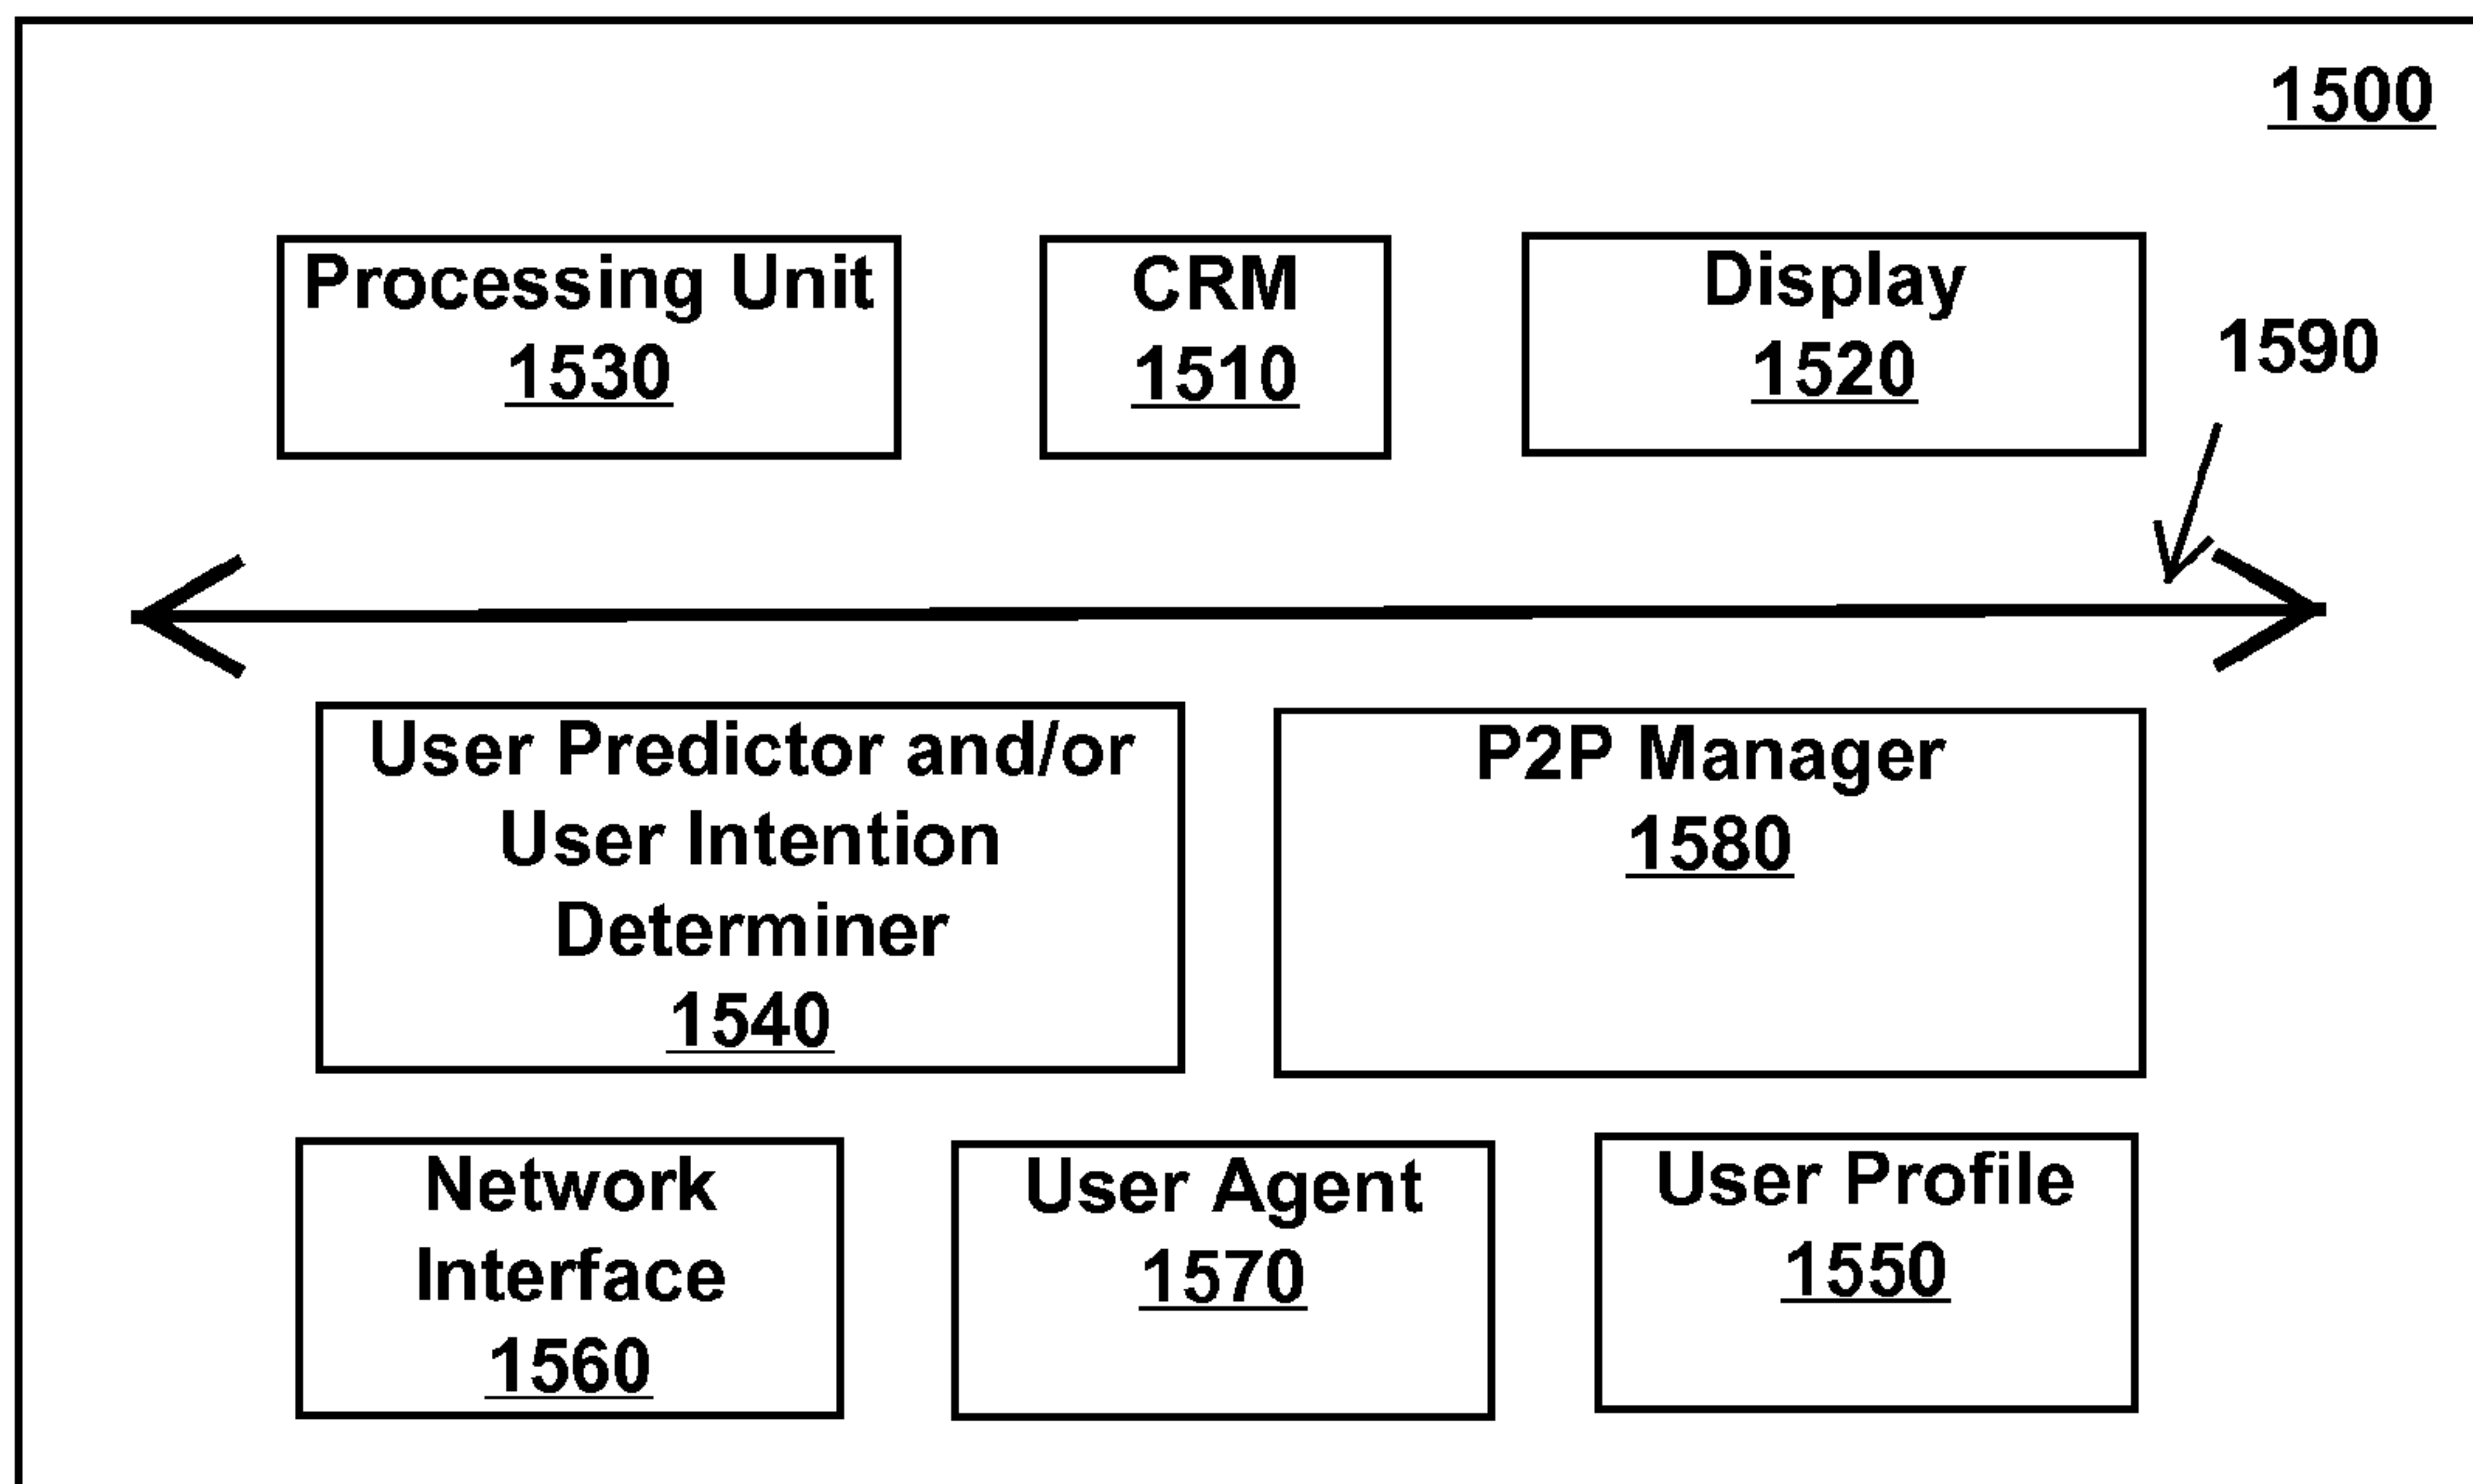 1500
Processing Unit
1530
CRM
1510
Display
1520
1590
User Predictor and/or
User Intention
Determiner
1540
P2P Manager
1580
Network
Interface
1560
User Agent
1570
User Profile
1550